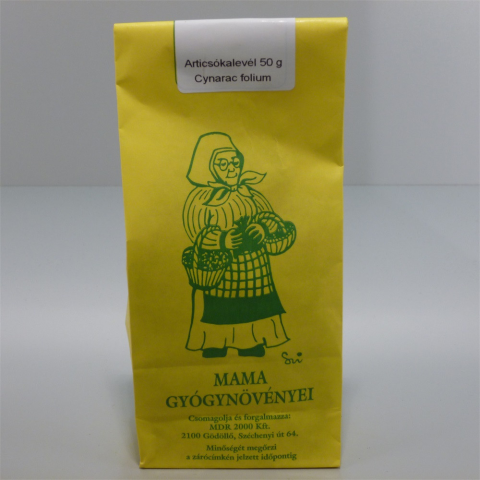 Articsókalevél 50 g
Cynarac folium
MAMA
GYÓGYNÖVÉNYEI
Csomagolja és forgalmazza:
MDR 2000 Kft.
2100 Gödöllő, Széchenyi út 64.
Minőségét megőrzi
a zárócímkén jelzett időpontig